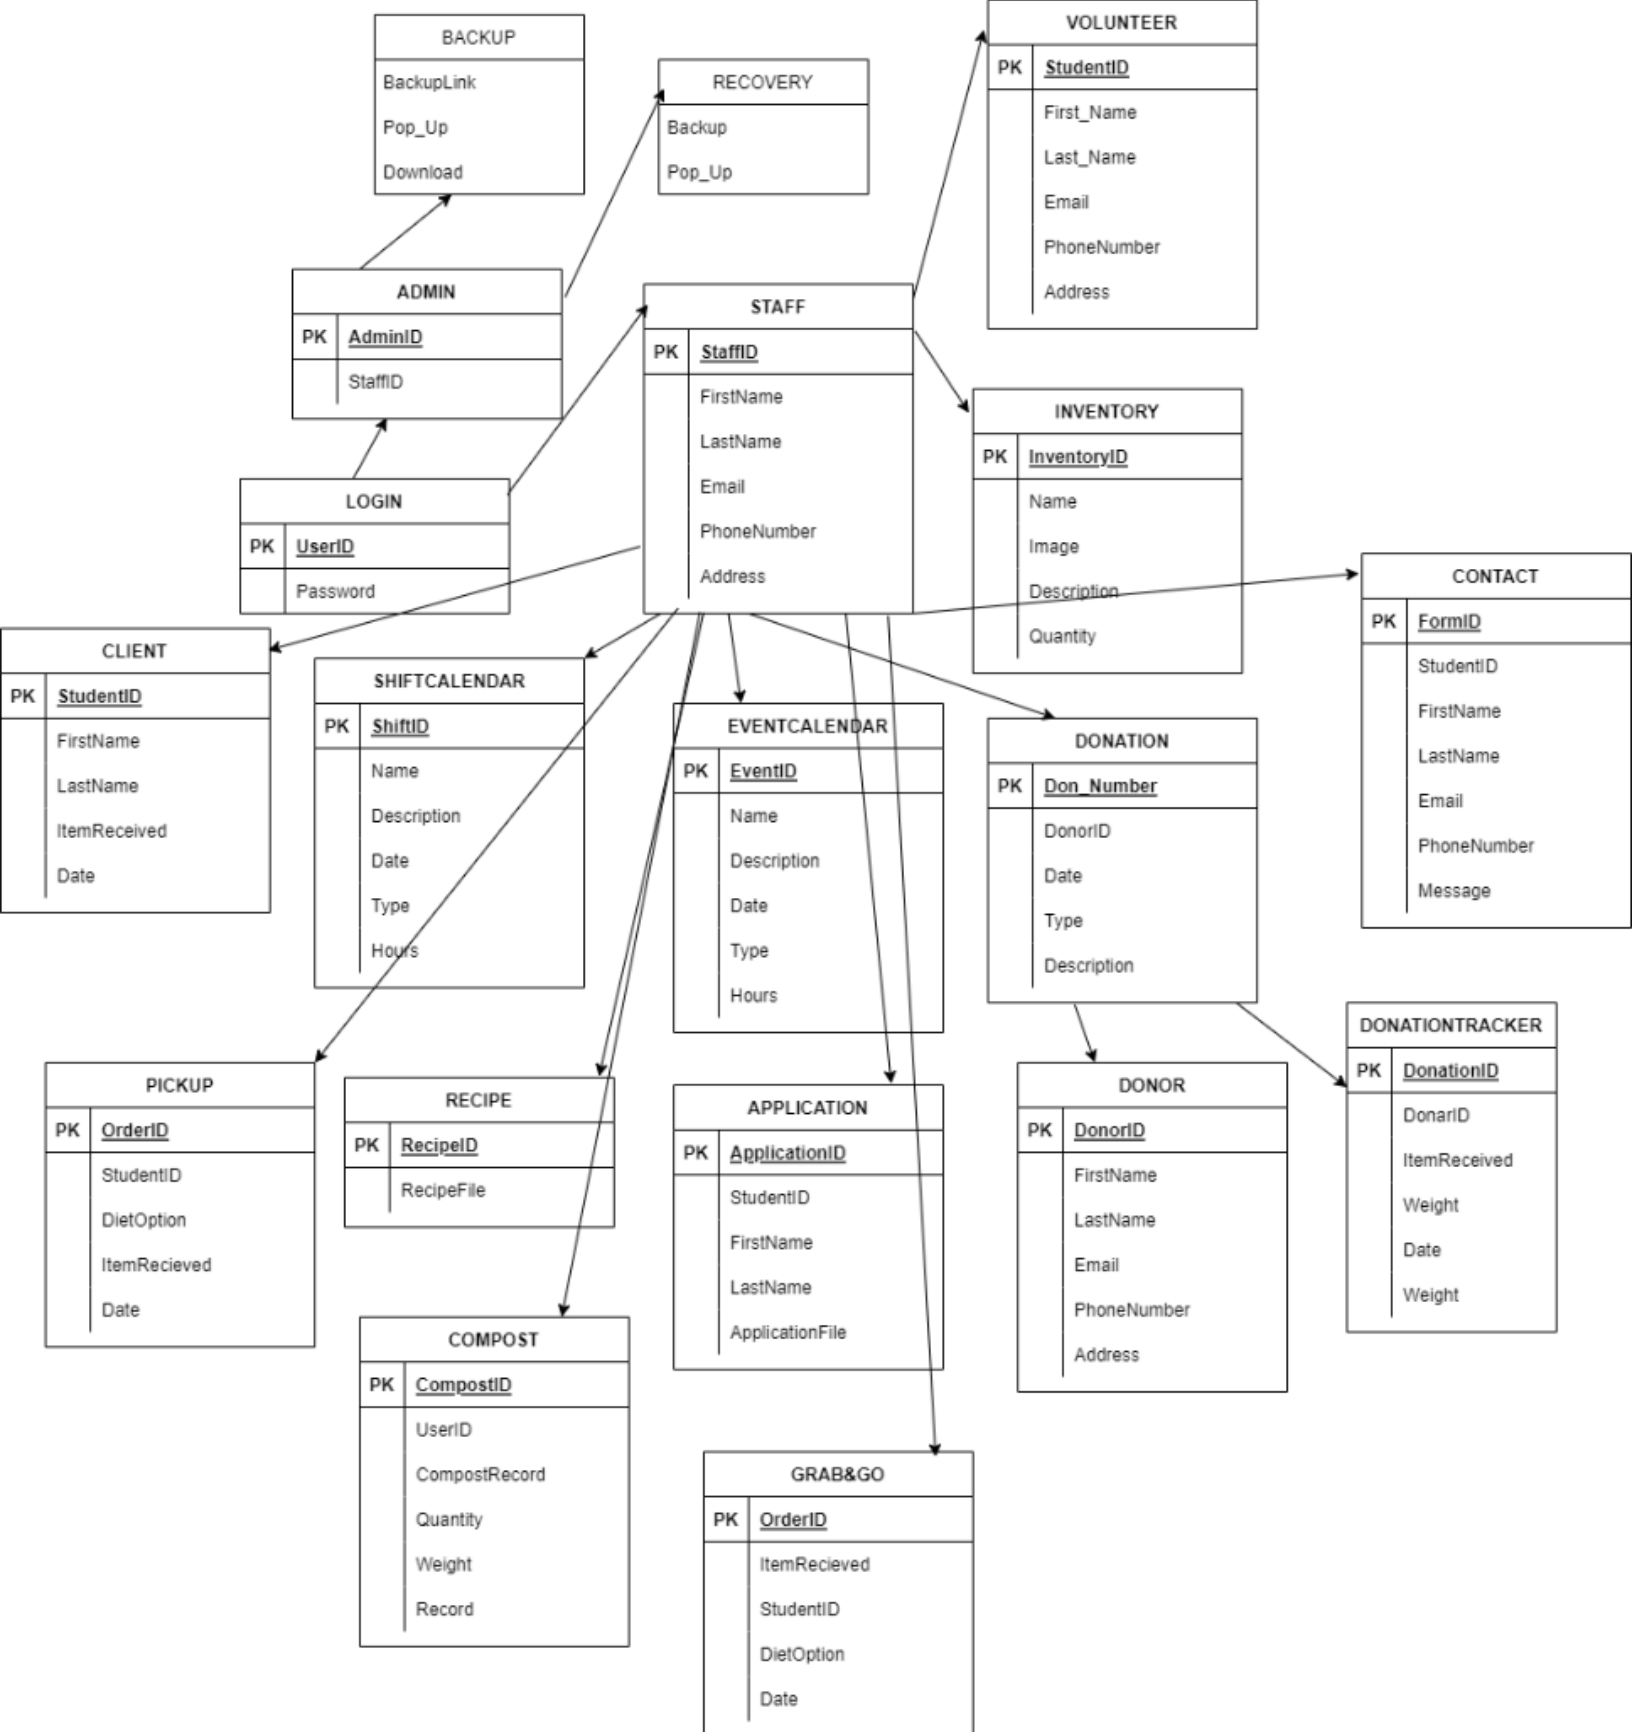 BACKUP
BackupLink
Pop_Up
Download
RECOVERY
Backup
Pop_Up
VOLUNTEER
PK StudentID
First_Name
Last_Name
Email
PhoneNumber
Address
ADMIN
PK AdminID
StaffID
STAFF
PK StaffID
FirstName
LastName
Email
PhoneNumber
Address
INVENTORY
PK InventoryID
Name
Image
Description
Quantity
LOGIN
PK UserID
Password
CONTACT
PK FormID
StudentID
FirstName
LastName
Email
PhoneNumber
Message
CLIENT
PK StudentID
FirstName
LastName
ItemReceived
Date
SHIFTCALENDAR
PK ShiftID
Name
Description
Date
Type
Hours
EVENTCALENDAR
PK EventID
Name
Description
Date
Type
Hours
DONATION
PK Don_Number
DonorID
Date
Type
Description
PICKUP
PK OrderID
StudentID
DietOption
ItemRecieved
Date
RECIPE
PK RecipeID
RecipeFile
APPLICATION
PK ApplicationID
StudentID
FirstName
LastName
ApplicationFile
DONOR
PK DonorID
FirstName
LastName
Email
PhoneNumber
Address
DONATIONTRACKER
PK DonationID
DonarID
ItemReceived
Weight
Date
Weight
COMPOST
PK CompostID
UserID
CompostRecord
Quantity
Weight
Record
GRAB&GO
PK OrderID
ItemRecieved
StudentID
DietOption
Date